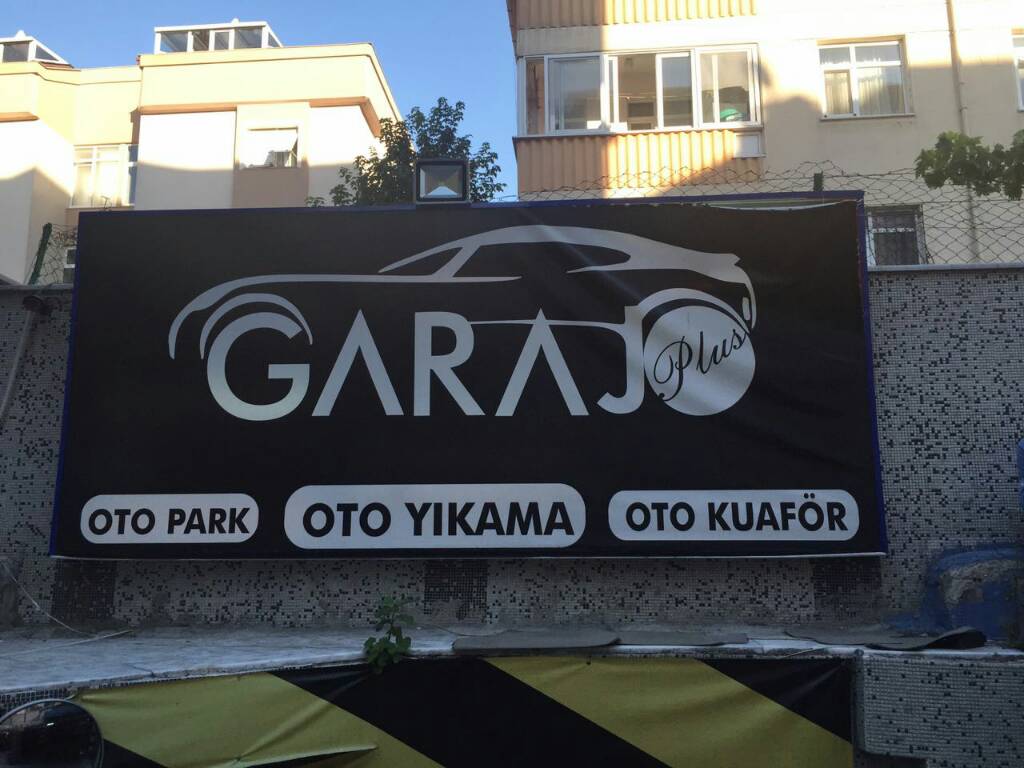 GARAJ Plus
OTO PARK
OTO YIKAMA
OTO KUAFÖR